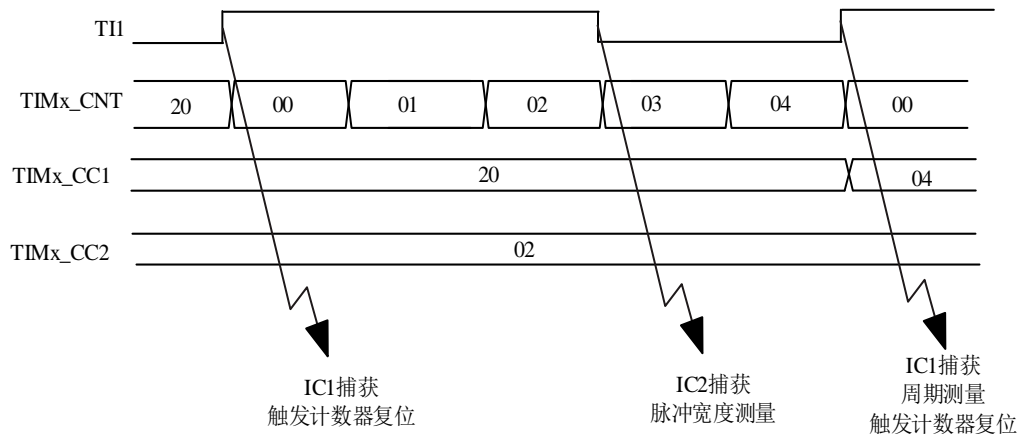 TI1
TIMx_CNT 20 00 01 02 03 04 00
TIMx_CC1 20 04
TIMx_CC2 02
IC1捕获
触发计数器复位
IC2捕获
脉冲宽度测量
IC1捕获
周期测量
触发计数器复位